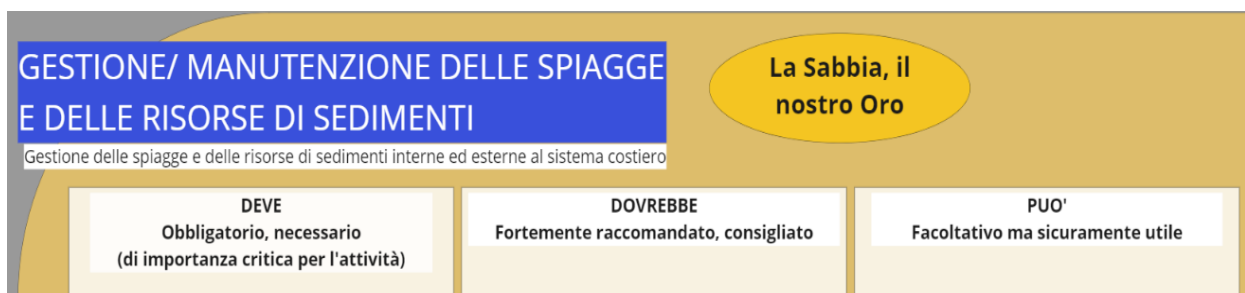 GESTIONE/ MANUTENZIONE DELLE SPIAGGE
E DELLE RISORSE DI SEDIMENTI
Gestione delle spiagge e delle risorse di sedimenti interne ed esterne al sistema costiero
La Sabbia, il
nostro Oro
DEVE
Obbligatorio, necessario
(di importanza critica per l'attività)
DOVREBBE
Fortemente raccomandato, consigliato
PUO'
Facoltativo ma sicuramente utile